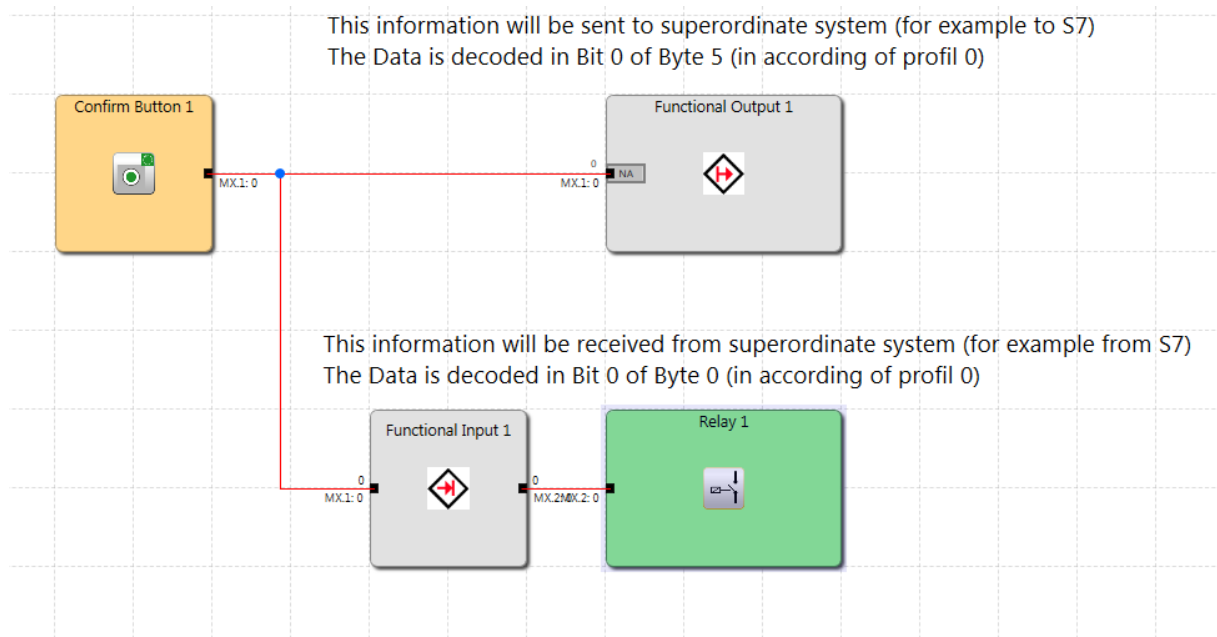 This information will be sent to superordinate system (for example to S7)
The Data is decoded in Bit 0 of Byte 5 (in according of profil 0)
Confirm Button 1
Functional Output 1
MX.1: 0
0
NA
MX.1: 0
This information will be received from superordinate system (for example from S7)
The Data is decoded in Bit 0 of Byte 0 (in according of profil 0)
Functional Input 1
Relay 1
0
MX.1: 0
0
MX.2: 0
MX.2: 0